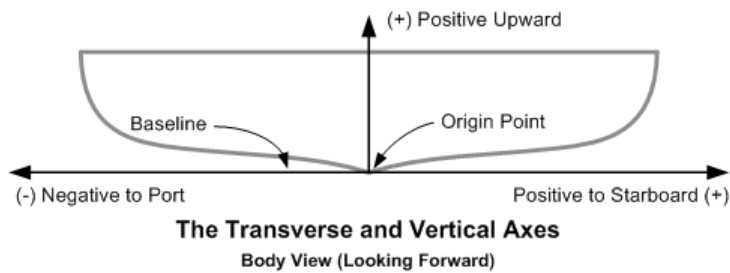 (+) Positive Upward
Baseline
Origin Point
(-) Negative to Port
Positive to Starboard (+)
The Transverse and Vertical Axes
Body View (Looking Forward)